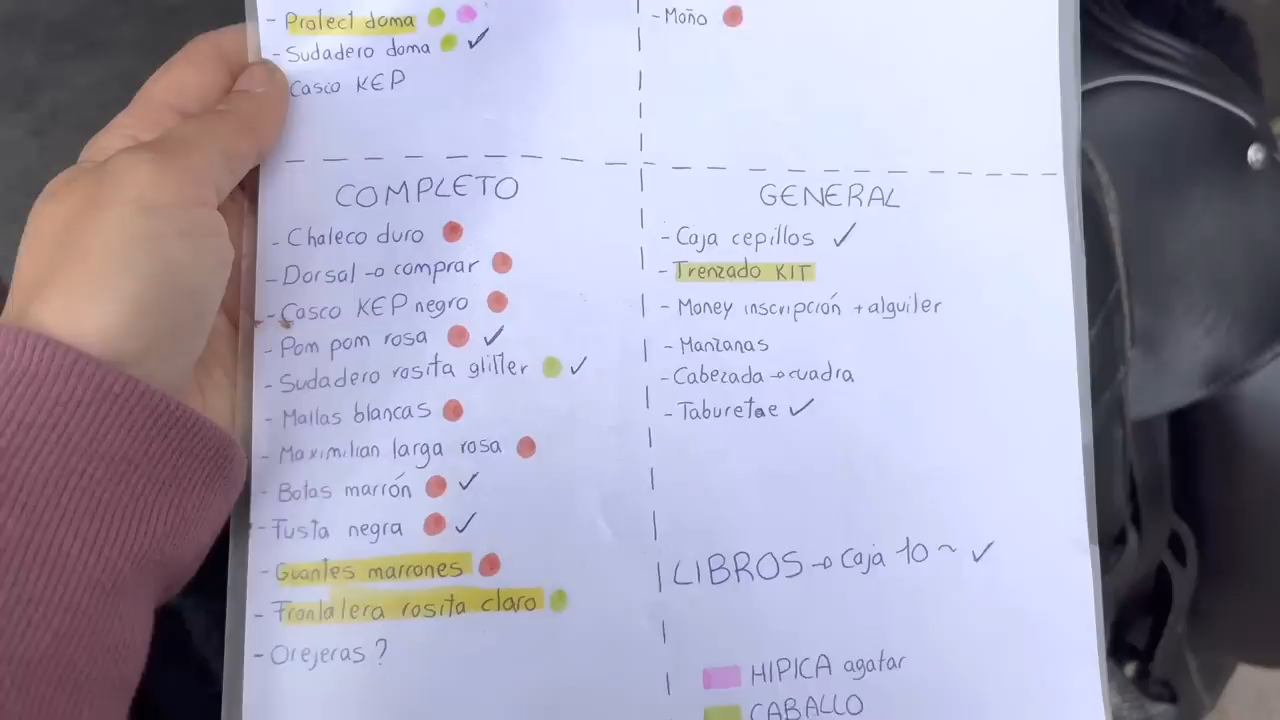 - Protect doma
- Sudadero doma ✓
Casco KEP
- Moño
COMPLETO
- Chaleco duro
- Dorsal → comprar
- Casco KEP negro
- Pom pom rosa ✓
- Sudadero rosita glitter ✓
- Mallas blancas
- Maximilian larga rosa
- Botas marrón ✓
- Fusta negra ✓
- Guantes marrones
- Frontalera rosita claro
- Orejeras ?
GENERAL
- Caja cepillos ✓
- Trenzado KIT
- Money inscripción + alguiler
- Manzanas
- Cabezada → cuadra
- Taburetae ✓
LIBROS → Caja 10 ~ ✓
HIPICA agatar
CABALLO